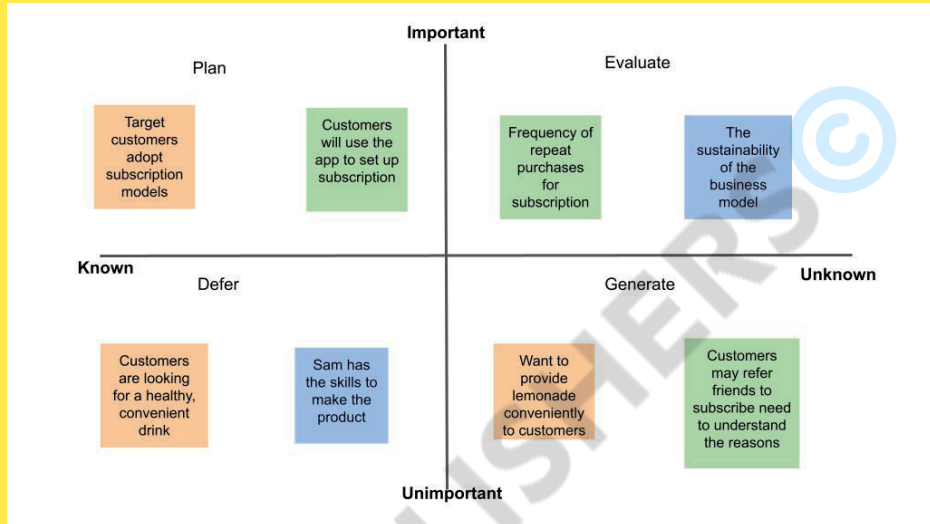 Important
Plan
Evaluate
Target
customers
adopt
subscription
models
Customers
will use the
app to set up
subscription
Frequency of
repeat
purchases
for
subscription
The
sustainability
of the
business
model
Known
Unknown
Defer
Generate
Customers
are looking
for a healthy,
convenient
drink
Sam has
the skills to
make the
product
Want to
provide
lemonade
conveniently
to customers
Customers
may refer
friends to
subscribe need
to understand
the reasons
Unimportant
©
LISHERS